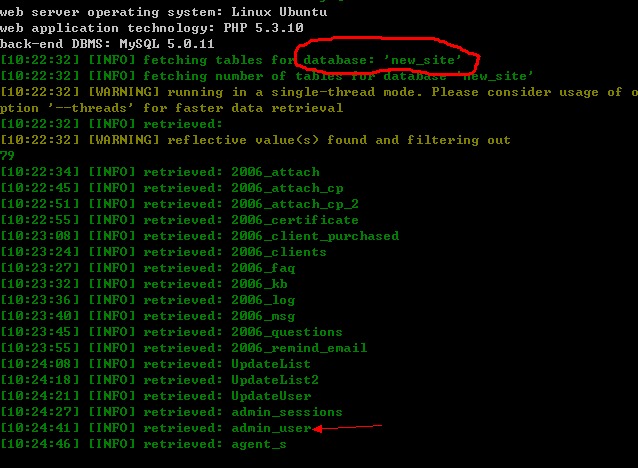 web server operating system: Linux Ubuntu
web application technology: PHP 5.3.10
back-end DBMS: MySQL 5.0.11
[10:22:32] [INFO] fetching tables for database: 'new_site'
[10:22:32] [INFO] fetching number of tables for database 'new_site'
[10:22:32] [WARNING] running in a single-thread mode. Please consider usage of o
ption '--threads' for faster data retrieval
[10:22:32] [INFO] retrieved:
[10:22:32] [WARNING] reflective value(s) found and filtering out
79
[10:22:34] [INFO] retrieved: 2006_attach
[10:22:45] [INFO] retrieved: 2006_attach_cp
[10:22:51] [INFO] retrieved: 2006_attach_cp_2
[10:22:55] [INFO] retrieved: 2006_certificate
[10:23:08] [INFO] retrieved: 2006_client_purchased
[10:23:24] [INFO] retrieved: 2006_clients
[10:23:27] [INFO] retrieved: 2006_faq
[10:23:32] [INFO] retrieved: 2006_kb
[10:23:36] [INFO] retrieved: 2006_log
[10:23:40] [INFO] retrieved: 2006_msg
[10:23:45] [INFO] retrieved: 2006_questions
[10:23:55] [INFO] retrieved: 2006_remind_email
[10:24:08] [INFO] retrieved: UpdateList
[10:24:18] [INFO] retrieved: UpdateList2
[10:24:21] [INFO] retrieved: UpdateUser
[10:24:27] [INFO] retrieved: admin_sessions
[10:24:41] [INFO] retrieved: admin_user
[10:24:46] [INFO] retrieved: agent_s